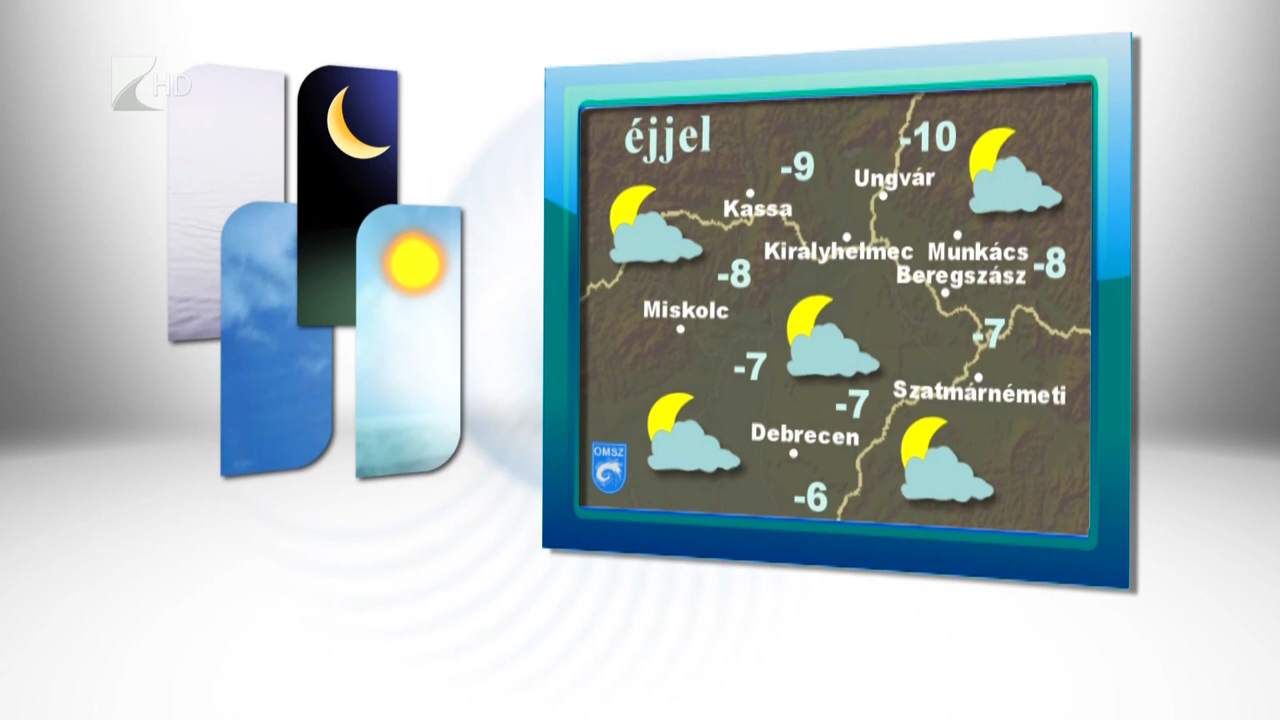 HD
éjjel
-10
-9
Ungvár
Kassa
Királyhelmec
Munkács
-8
Beregszász
-8
Miskolc
-7
-7
Szatmárnémeti
-7
Debrecen
OMSZ
-6